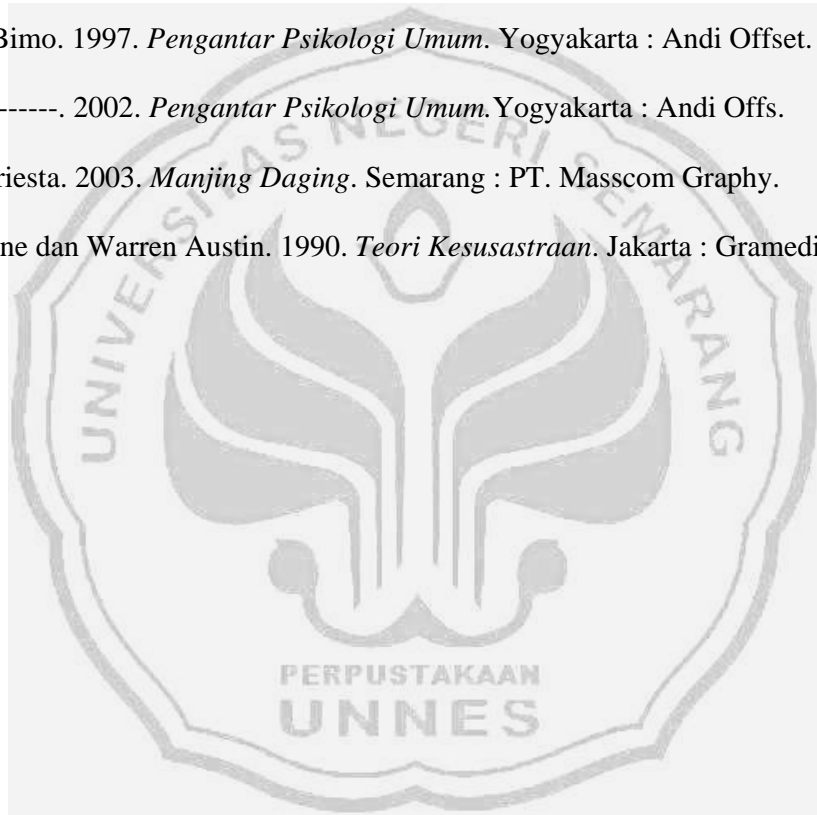 Bimo. 1997. Pengantar Psikologi Umum. Yogyakarta : Andi Offset.
------. 2002. Pengantar Psikologi Umum.Yogyakarta : Andi Offs.
riesta. 2003. Manjing Daging. Semarang : PT. Masscom Graphy.
ne dan Warren Austin. 1990. Teori Kesusastraan. Jakarta : Gramedi
UNIVERSITAS NEGERI SEMARANG
PERPUSTAKAAN
UNNES